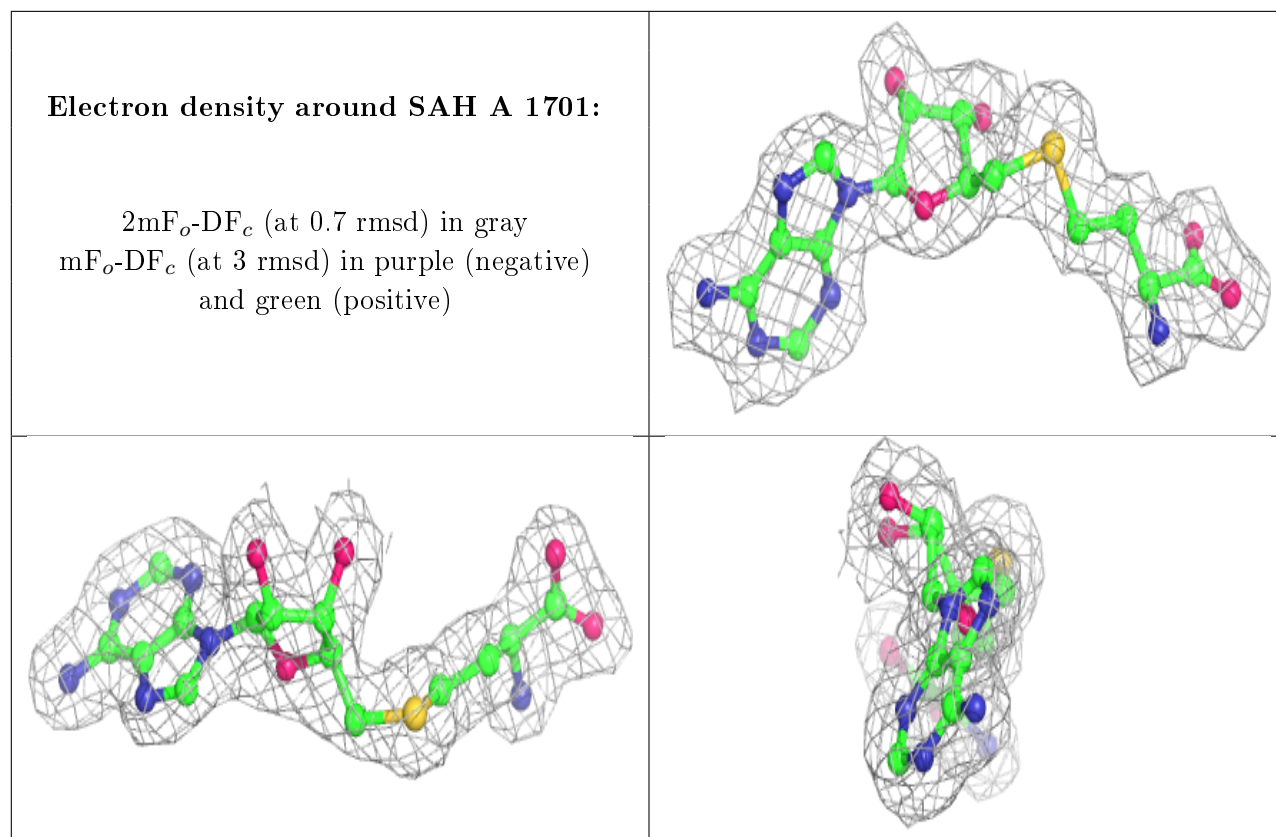 Electron density around SAH A 1701:
2mFₒ-DF𝒸 (at 0.7 rmsd) in gray
mFₒ-DF𝒸 (at 3 rmsd) in purple (negative)
and green (positive)